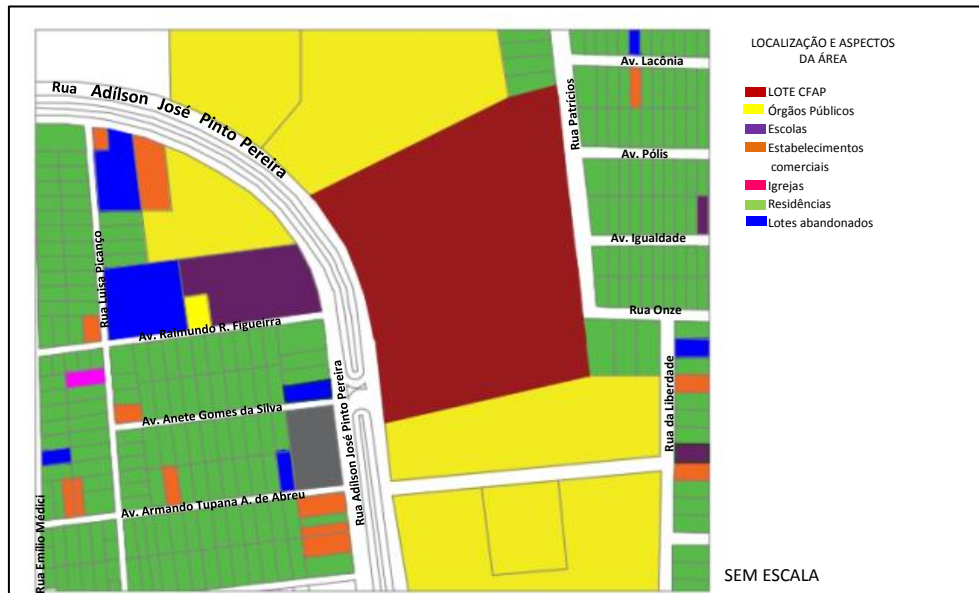 LOCALIZAÇÃO E ASPECTOS
DA ÁREA
LOTE CFAP
Órgãos Públicos
Escolas
Estabelecimentos
comerciais
Igrejas
Residências
Lotes abandonados
Rua Adílson José Pinto Pereira
Av. Lacônia
Rua Patrícios
Av. Pólis
Av. Igualdade
Rua Onze
Rua Luisa Picanço
Av. Raimundo R. Figueirra
Av. Anete Gomes da Silva
Rua Adilson José Pinto Pereira
Rua da Liberdade
Av. Armando Tupana A. de Abreu
Rua Emílio Médici
SEM ESCALA